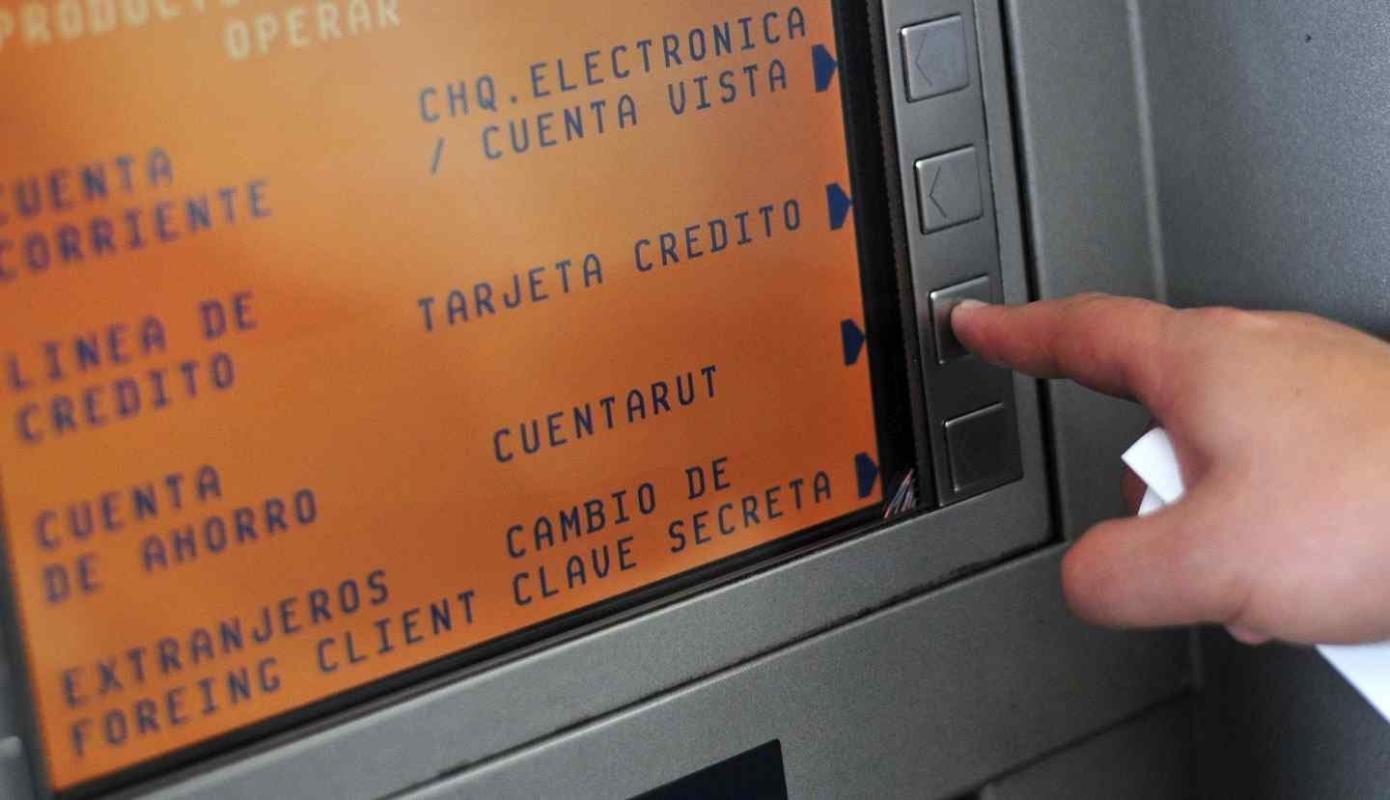 OPERAR
CUENTA
CORRIENTE
CHQ.ELECTRONICA
/ CUENTA VISTA
LINEA DE
CREDITO
TARJETA CREDITO
CUENTA
DE AHORRO
CUENTARUT
EXTRANJEROS
FOREING CLIENT
CAMBIO DE
CLAVE SECRETA